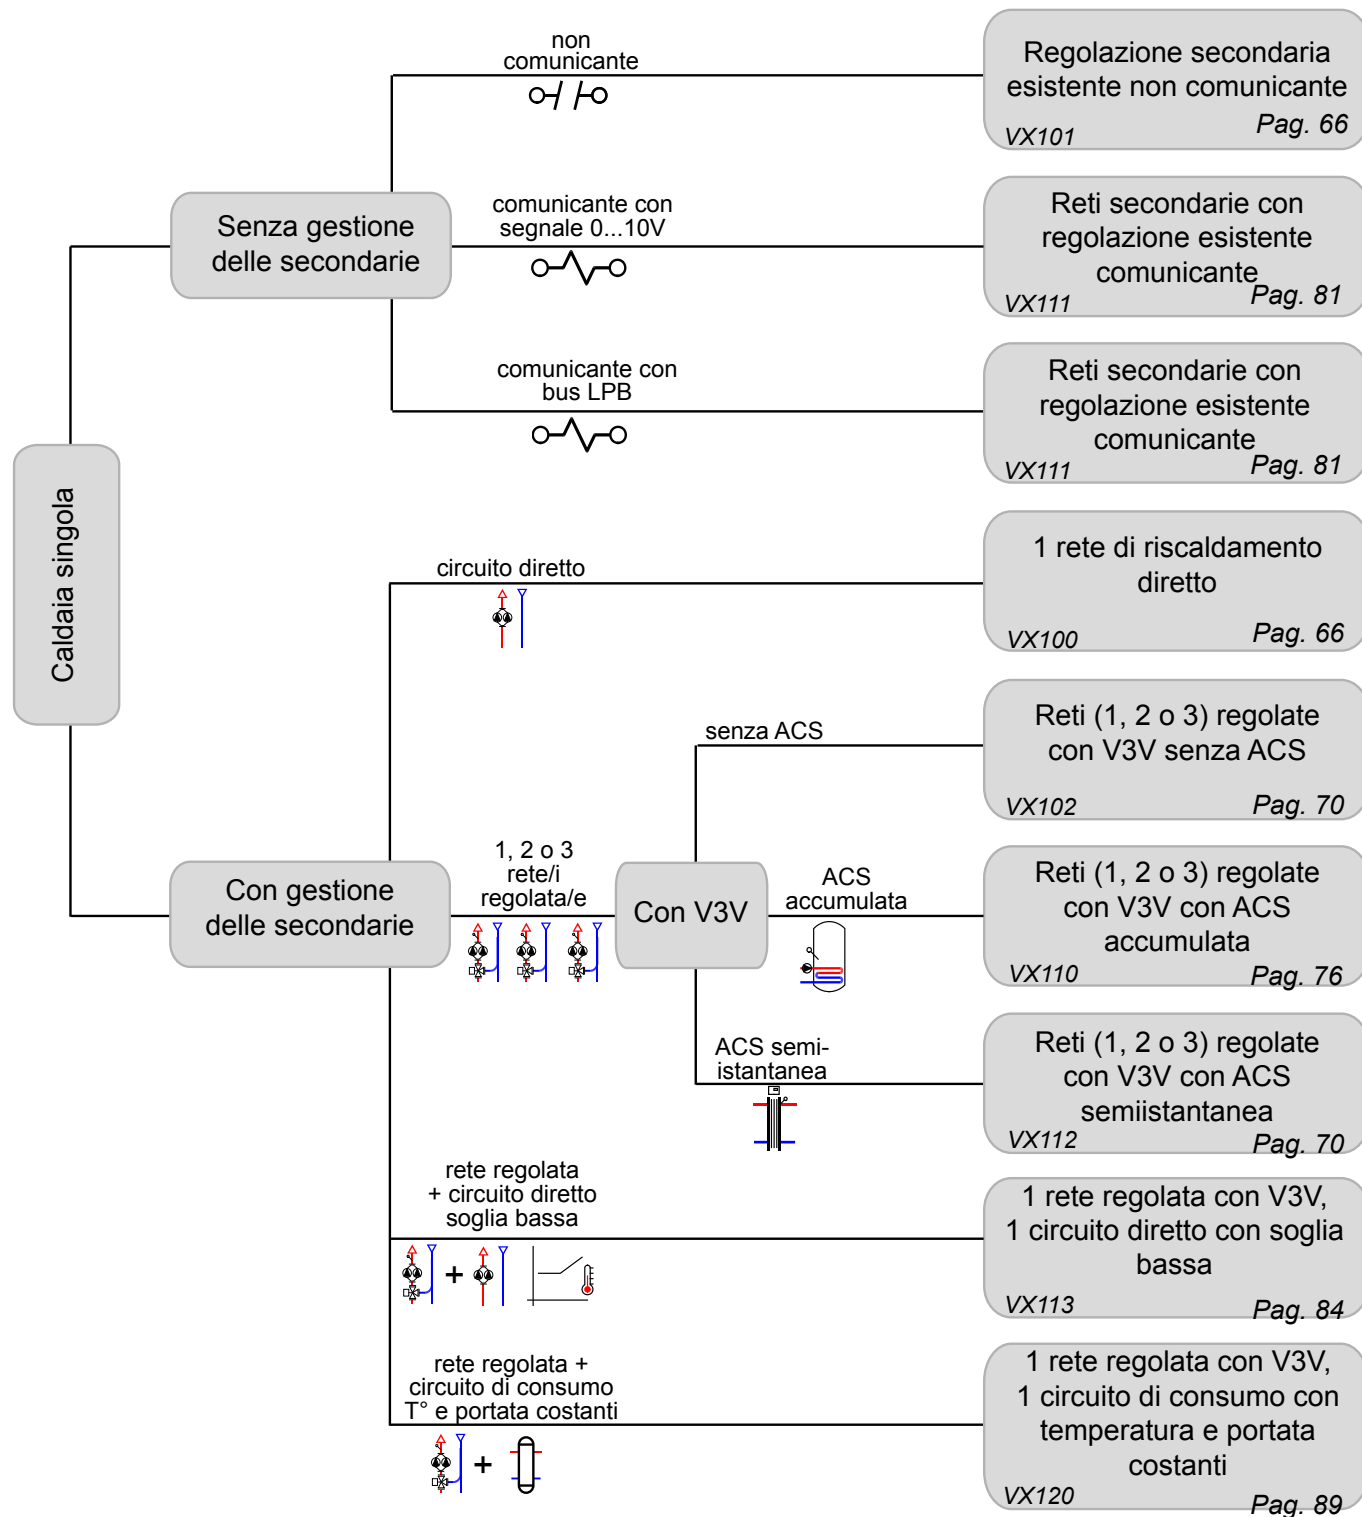 non
comunicante
Regolazione secondaria
esistente non comunicante
VX101
Pag. 66
Senza gestione
delle secondarie
comunicante con
segnale 0...10V
Reti secondarie con
regolazione esistente
comunicante
VX111
Pag. 81
comunicante con
bus LPB
Reti secondarie con
regolazione esistente
comunicante
VX111
Pag. 81
Caldaia singola
circuito diretto
1 rete di riscaldamento
diretto
VX100
Pag. 66
senza ACS
Reti (1, 2 o 3) regolate
con V3V senza ACS
VX102
Pag. 70
Con gestione
delle secondarie
1, 2 o 3
rete/i
regolata/e
Con V3V
ACS
accumulata
Reti (1, 2 o 3) regolate
con V3V con ACS
accumulata
VX110
Pag. 76
ACS semi-
istantanea
Reti (1, 2 o 3) regolate
con V3V con ACS
semiistantanea
VX112
Pag. 70
rete regolata
+ circuito diretto
soglia bassa
+
1 rete regolata con V3V,
1 circuito diretto con soglia
bassa
VX113
Pag. 84
rete regolata +
circuito di consumo
T° e portata costanti
+
1 rete regolata con V3V,
1 circuito di consumo con
temperatura e portata
costanti
VX120
Pag. 89